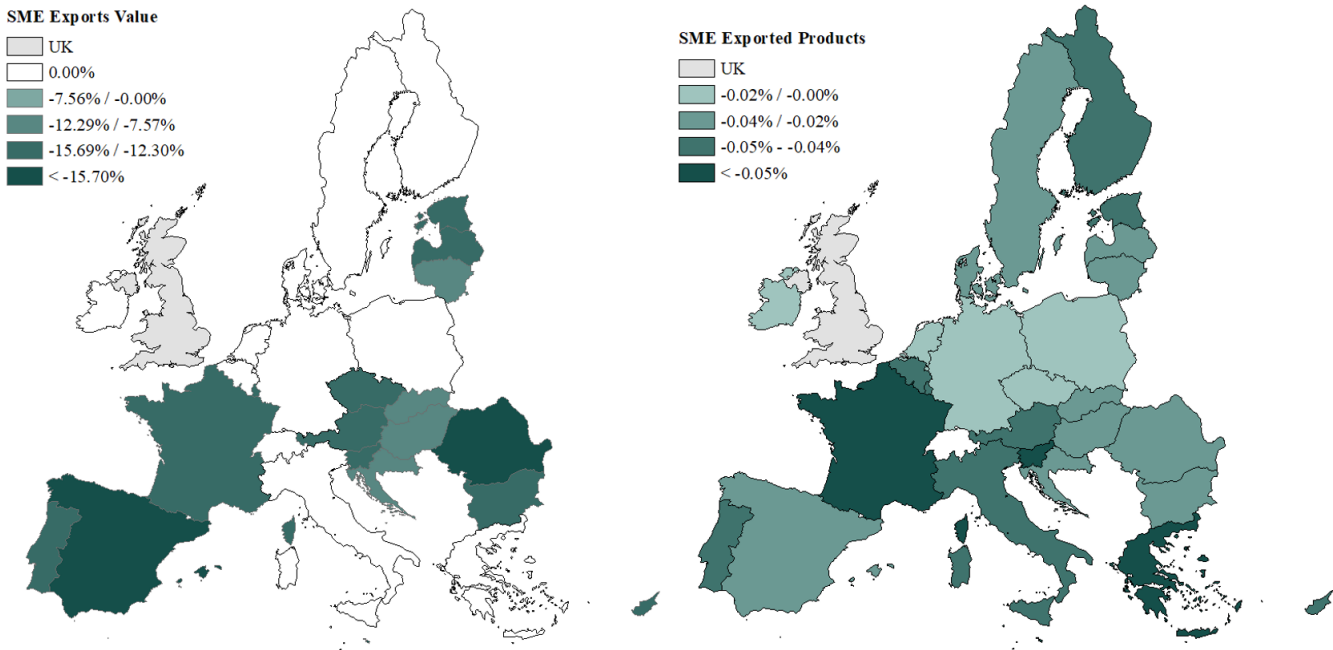 SME Exports Value
UK
0.00%
-7.56% / -0.00%
-12.29% / -7.57%
-15.69% / -12.30%
< -15.70%
SME Exported Products
UK
-0.02% / -0.00%
-0.04% / -0.02%
-0.05% - -0.04%
< -0.05%